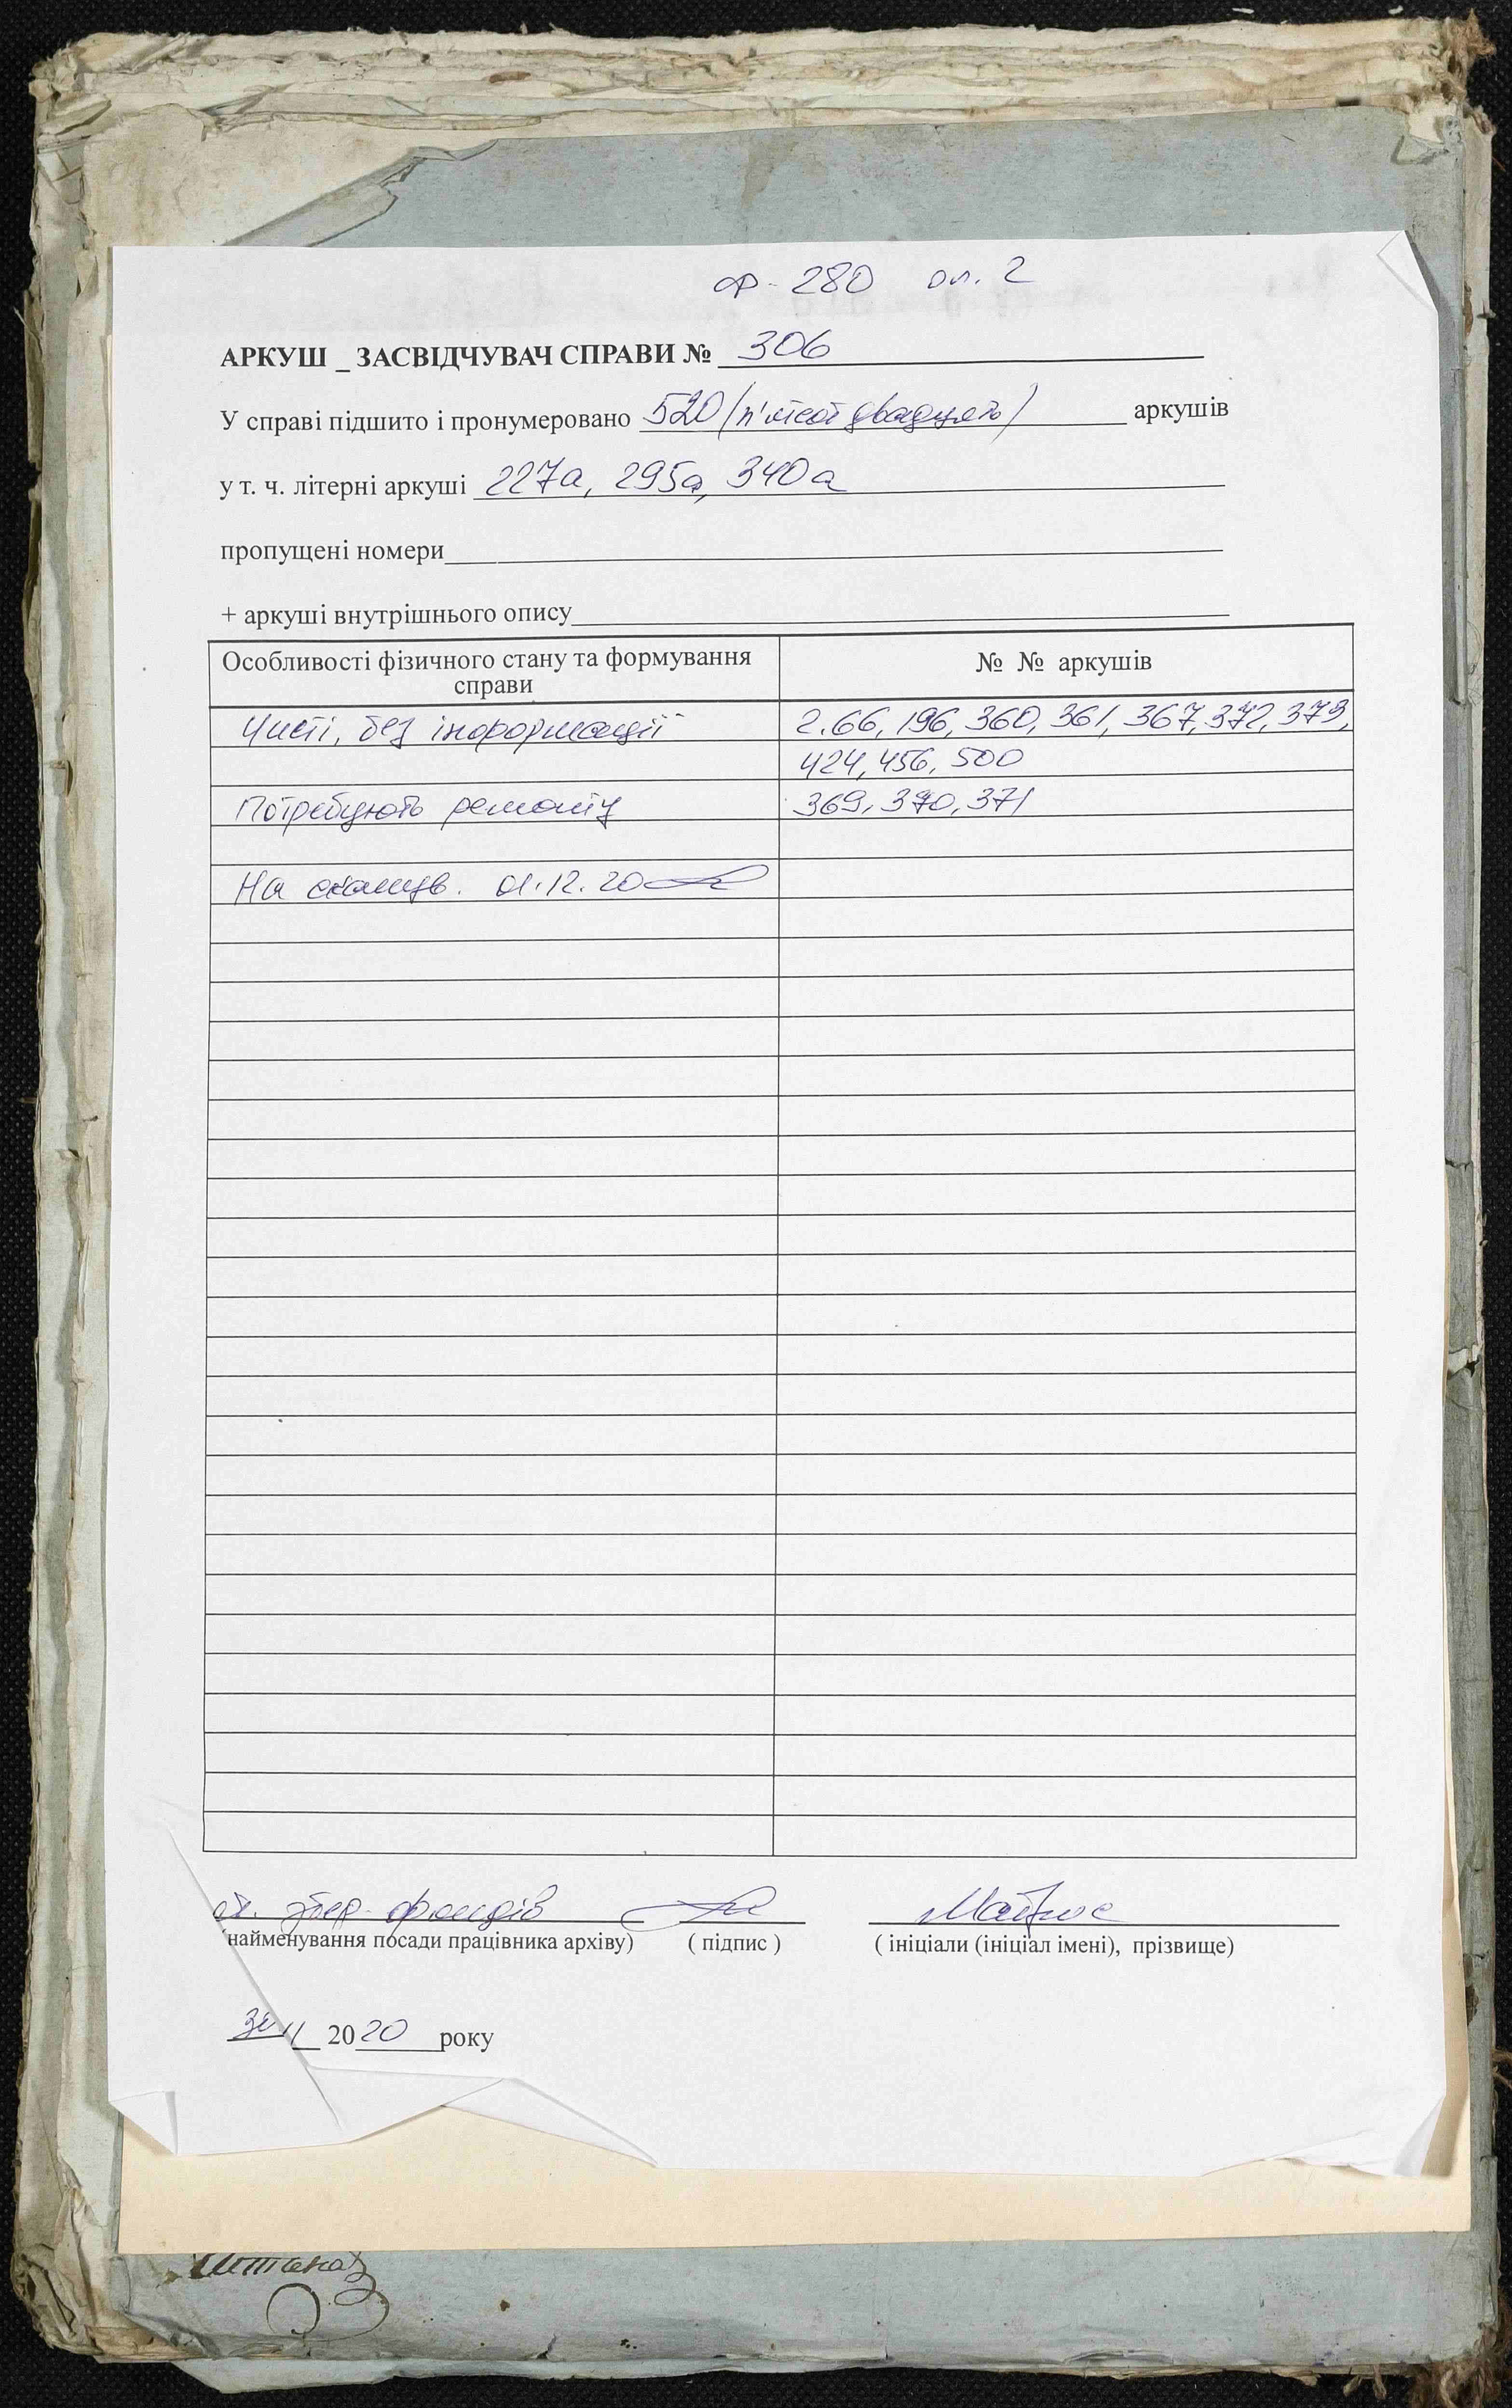 ф- 280 оп. 2
АРКУШ _ ЗАСВІДЧУВАЧ СПРАВИ № 306
У справі підшито і пронумеровано 520 (п'ятсот двадцять) аркушів
у т. ч. літерні аркуші 227а, 295а, 340а
пропущені номери
+ аркуші внутрішнього опису
Особливості фізичного стану та формування справи № № аркушів
Чисті, без інформації 2.66, 196, 360, 361, 367, 372, 379,
424, 456, 500
Потребують ремонту 369, 370, 371
На сканув. 01.12.20
збер. фондів
(найменування посади працівника архіву) ( підпис ) ( ініціали (ініціал імені), прізвище)
2020 року